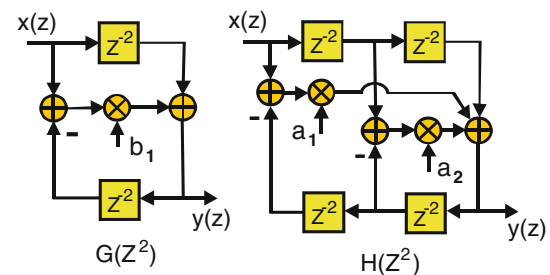 x(z) x(z)
Z⁻² Z⁻² Z⁻²
- b₁ - a₁ - a₂
Z⁻² Z⁻² Z⁻²
y(z) y(z)
G(Z²) H(Z²)